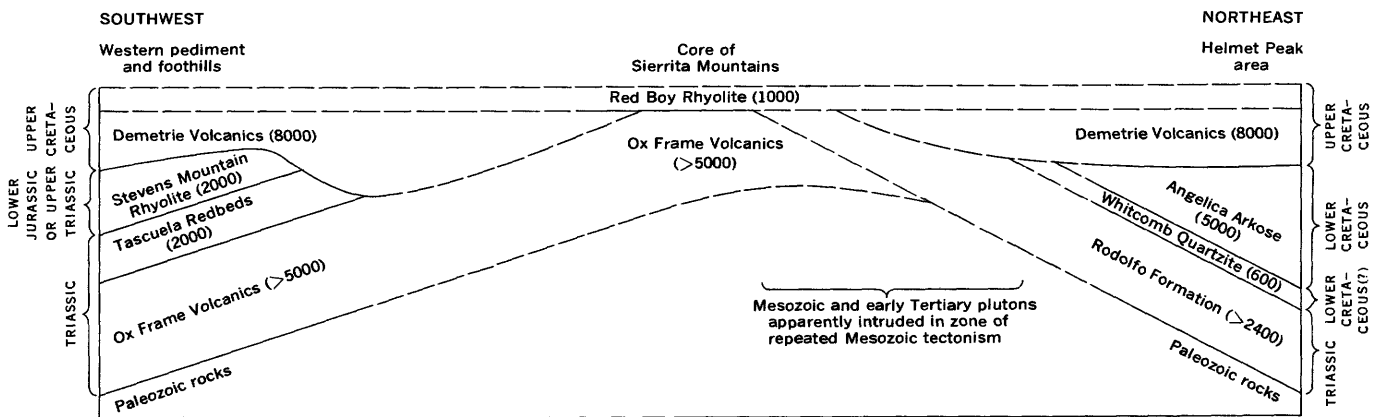 SOUTHWEST
NORTHEAST
Western pediment
and foothills
Core of
Sierrita Mountains
Helmet Peak
area
Red Boy Rhyolite (1000)
Demetrie Volcanics (8000)
Ox Frame Volcanics
(>5000)
Demetrie Volcanics (8000)
Stevens Mountain
Rhyolite (2000)
Tascuela Redbeds
(2000)
Ox Frame Volcanics (>5000)
Paleozoic rocks
Angelica Arkose
(5000)
Whitcomb Quartzite (600)
Rodolfo Formation (>2400)
Paleozoic rocks
Mesozoic and early Tertiary plutons
apparently intruded in zone of
repeated Mesozoic tectonism
UPPER
CRETA-
CEOUS
LOWER
JURASSIC
OR UPPER
TRIASSIC
TRIASSIC
UPPER
CRETA-
CEOUS
LOWER
CRETA-
CEOUS
LOWER
CRETA-
CEOUS(?)
TRIASSIC